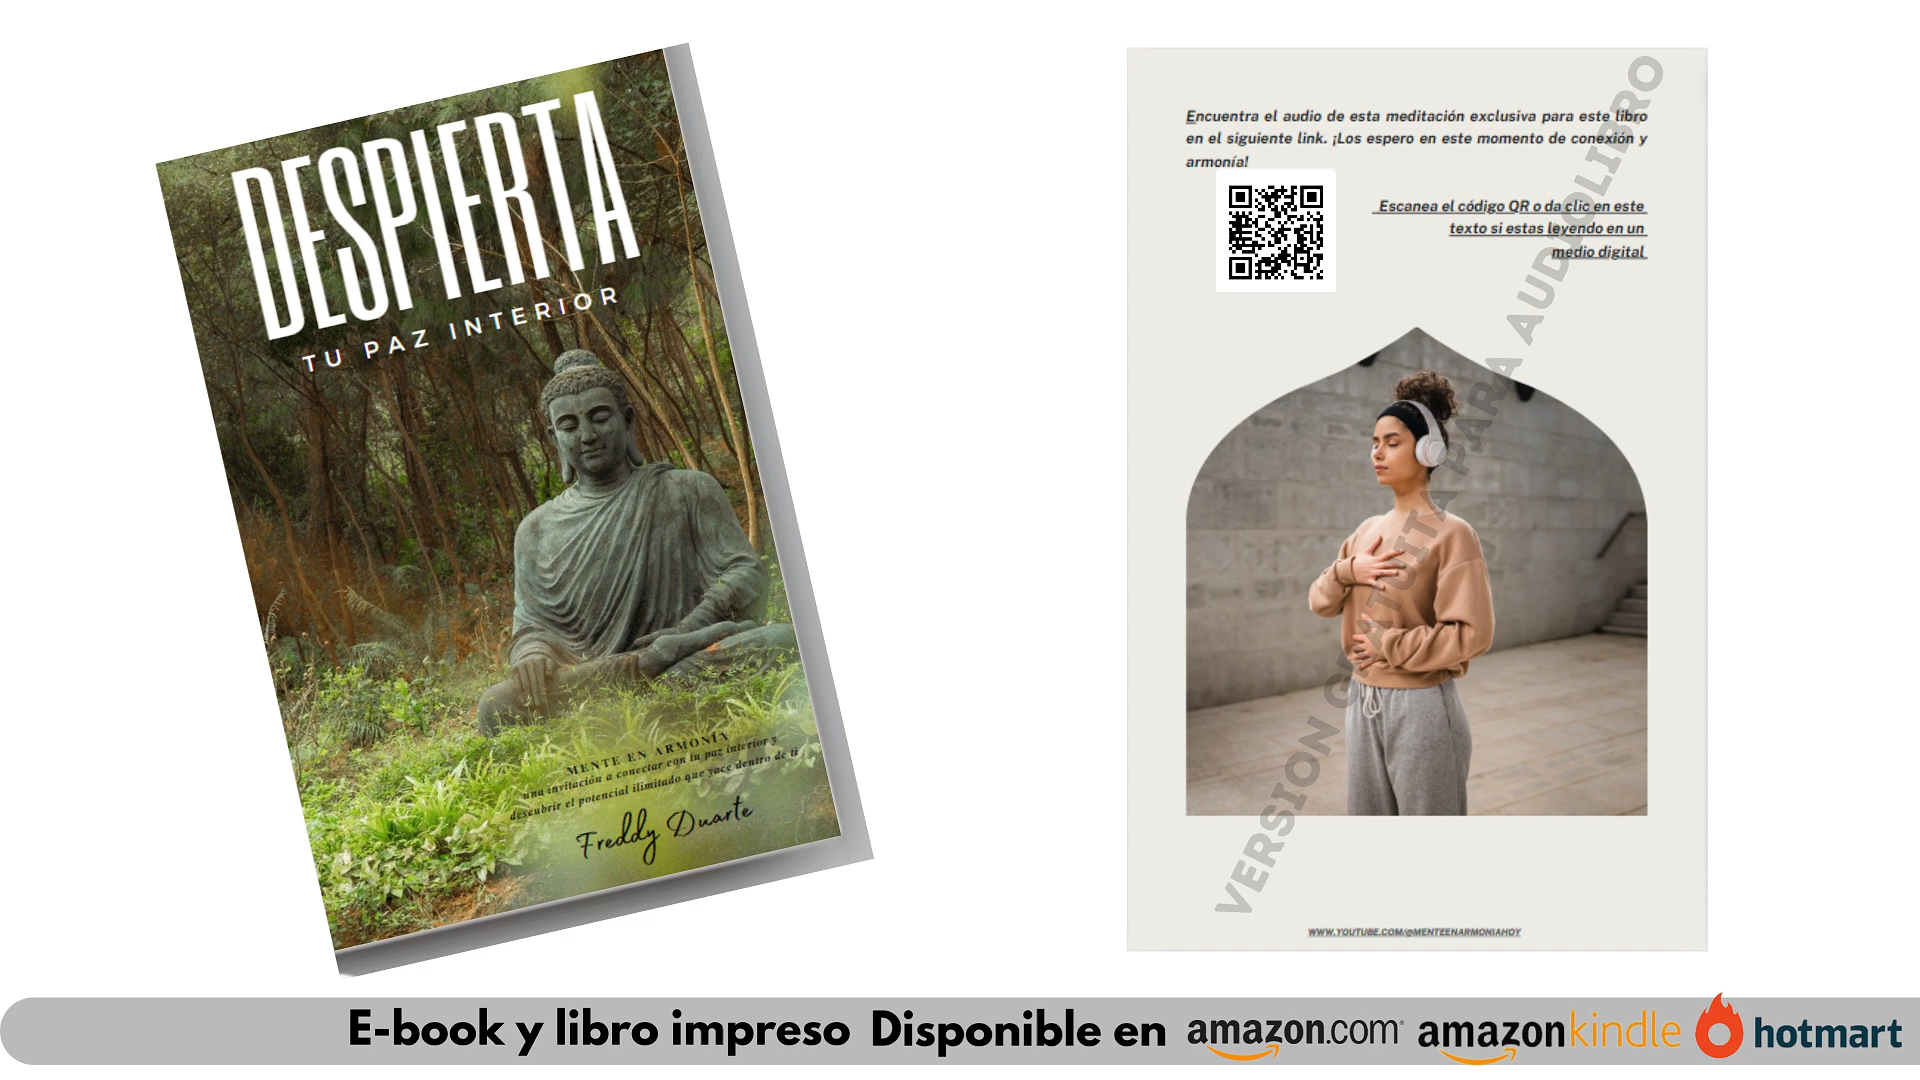 DESPIERTA
TU PAZ INTERIOR
MENTE EN ARMONÍA
una invitación a conectar con tu paz interior y
descubrir el potencial ilimitado que yace dentro de ti
Freddy Duarte
Encuentra el audio de esta meditación exclusiva para este libro
en el siguiente link. ¡Los espero en este momento de conexión y
armonía!
Escanea el código QR o da clic en este
texto si estas leyendo en un
medio digital
VERSION GRATUITA PARA AUDIOLIBRO
WWW.YOUTUBE.COM/@MENTEENARMONIAHOY
E-book y libro impreso Disponible en amazon.com amazonkindle hotmart